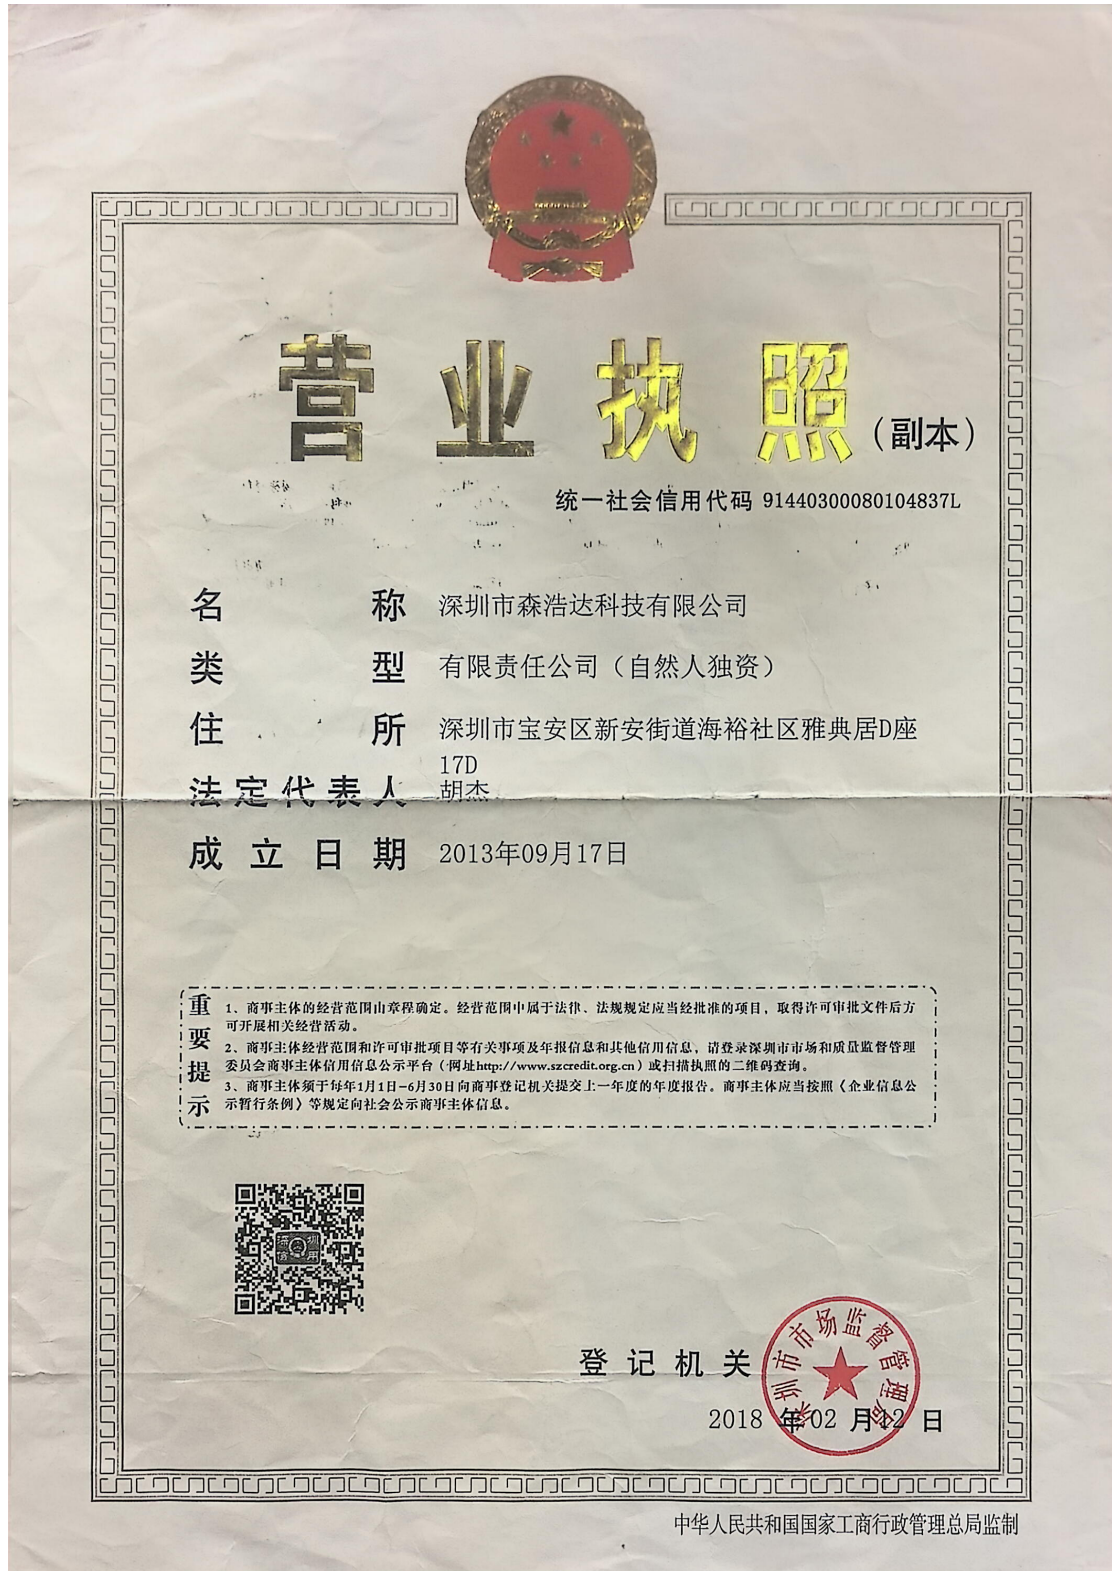 营业执照(副本)
统一社会信用代码 91440300080104837L
名称 深圳市森浩达科技有限公司
类型 有限责任公司(自然人独资)
住所 深圳市宝安区新安街道海裕社区雅典居D座
17D
法定代表人 胡杰
成立日期 2013年09月17日
重要提示
1、商事主体的经营范围由章程确定。经营范围中属于法律、法规规定应当经批准的项目,取得许可审批文件后方
可开展相关经营活动。
2、商事主体经营范围和许可审批项目等有关事项及年报信息和其他信用信息,请登录深圳市市场和质量监督管理
委员会商事主体信用信息公示平台(网址http://www.szcredit.org.cn)或扫描执照的二维码查询。
3、商事主体须于每年1月1日-6月30日向商事登记机关提交上一年度的年度报告。商事主体应当按照《企业信息公
示暂行条例》等规定向社会公示商事主体信息。
深圳
信用
登记机关
深圳市市场监督管理局
2018 年 02 月 12 日
中华人民共和国国家工商行政管理总局监制